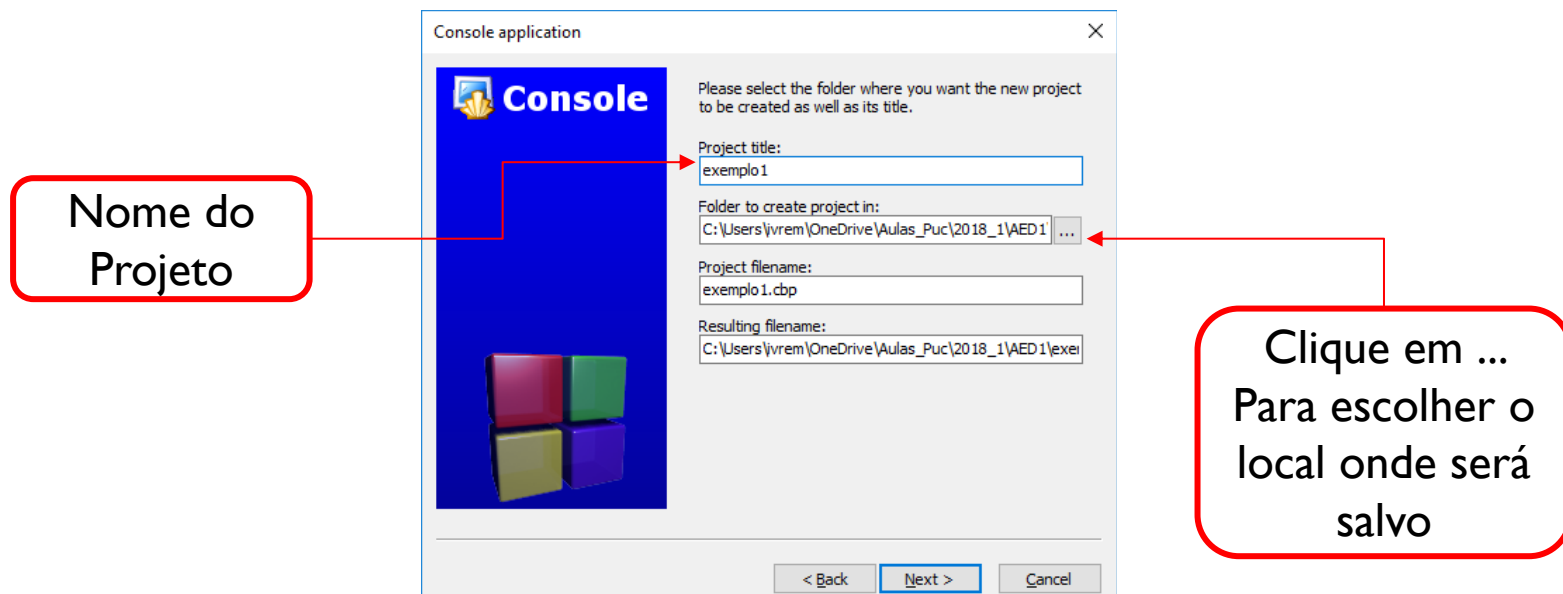 Console application
Console
Please select the folder where you want the new project
to be created as well as its title.
Project title:
exemplo1
Folder to create project in:
C:\Users\ivrem\OneDrive\Aulas_Puc\2018_1\AED1\ ...
Project filename:
exemplo1.cbp
Resulting filename:
C:\Users\ivrem\OneDrive\Aulas_Puc\2018_1\AED1\exer
< Back
Next >
Cancel
Nome do
Projeto
Clique em ...
Para escolher o
local onde será
salvo